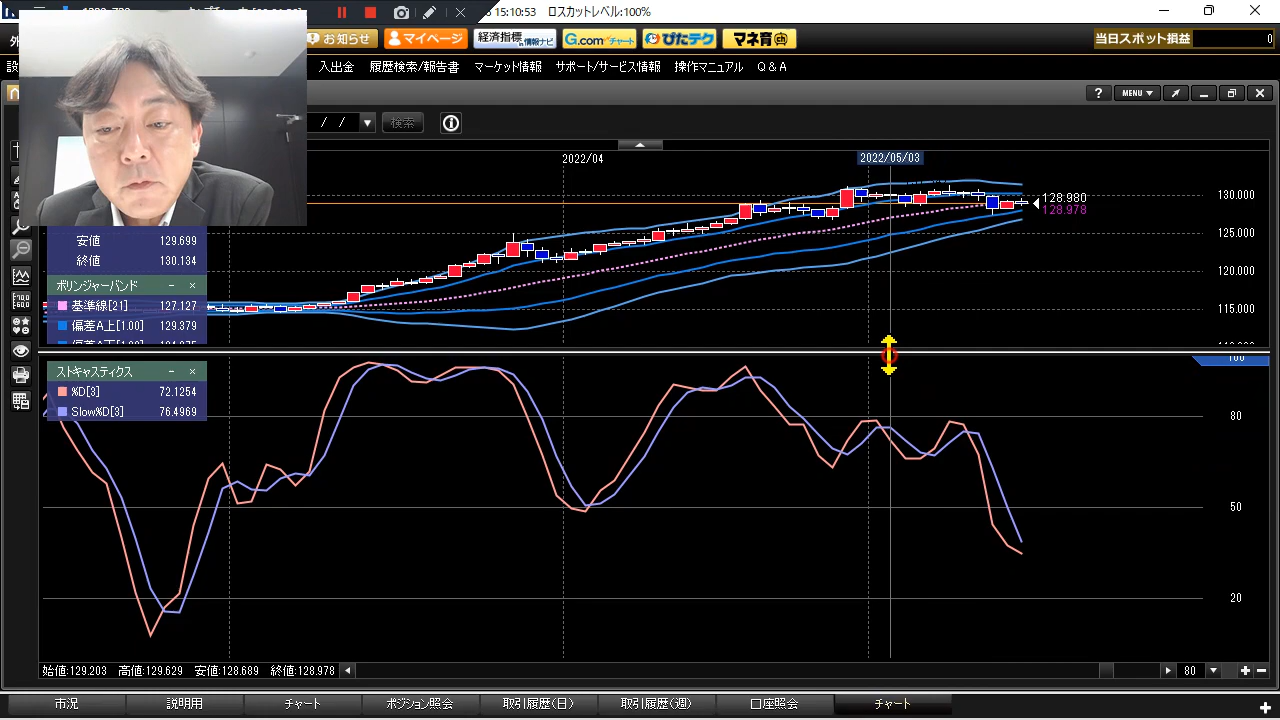 15:10:53 ロスカットレベル:100%
お知らせ マイページ 経済指標 in 情報ナビ G.comチャート ぴたテク マネ育ch 当日スポット損益 0
入出金 履歴検索/報告書 マーケット情報 サポート/サービス情報 操作マニュアル Q&A
? MENU
/ / 検索
2022/04 2022/05/03
130.000
128.980
128.978
125.000
120.000
115.000
安値 129.699
終値 130.134
ボリンジャーバンド
基準線[21] 127.127
偏差A上[1.00] 129.379
ストキャスティクス
%D[3] 72.1254
Slow%D[3] 76.4969
100
80
50
20
始値:129.203 高値:129.629 安値:128.689 終値:128.978 80
市況 説明用 チャート ポジション照会 取引履歴(日) 取引履歴(週) 口座照会 チャート